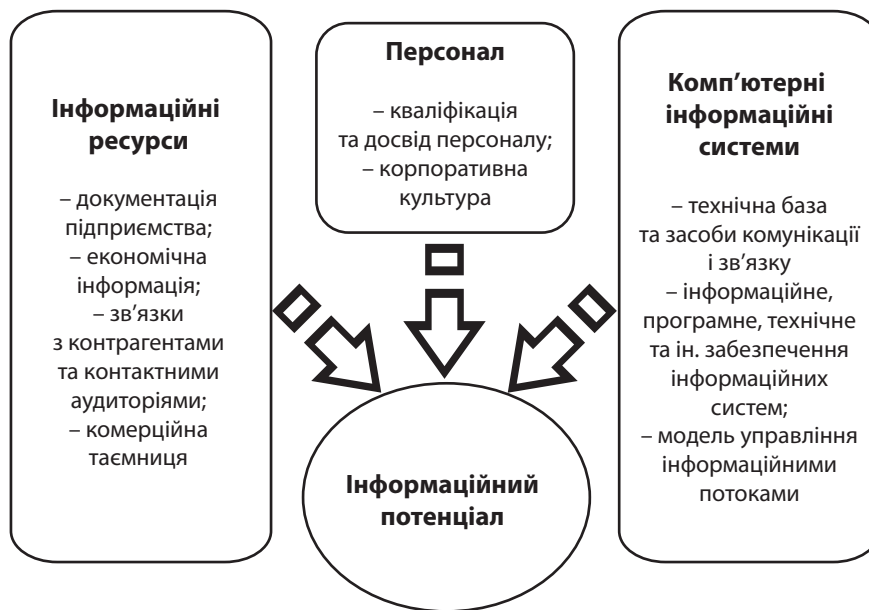 Інформаційні
ресурси
– документація
підприємства;
– економічна
інформація;
– зв'язки
з контрагентами
та контактними
аудиторіями;
– комерційна
таємниця
Персонал
– кваліфікація
та досвід персоналу;
– корпоративна
культура
Комп’ютерні
інформаційні
системи
– технічна база
та засоби комунікації
і зв’язку
– інформаційне,
програмне, технічне
та ін. забезпечення
інформаційних
систем;
– модель управління
інформаційними
потоками
Інформаційний
потенціал